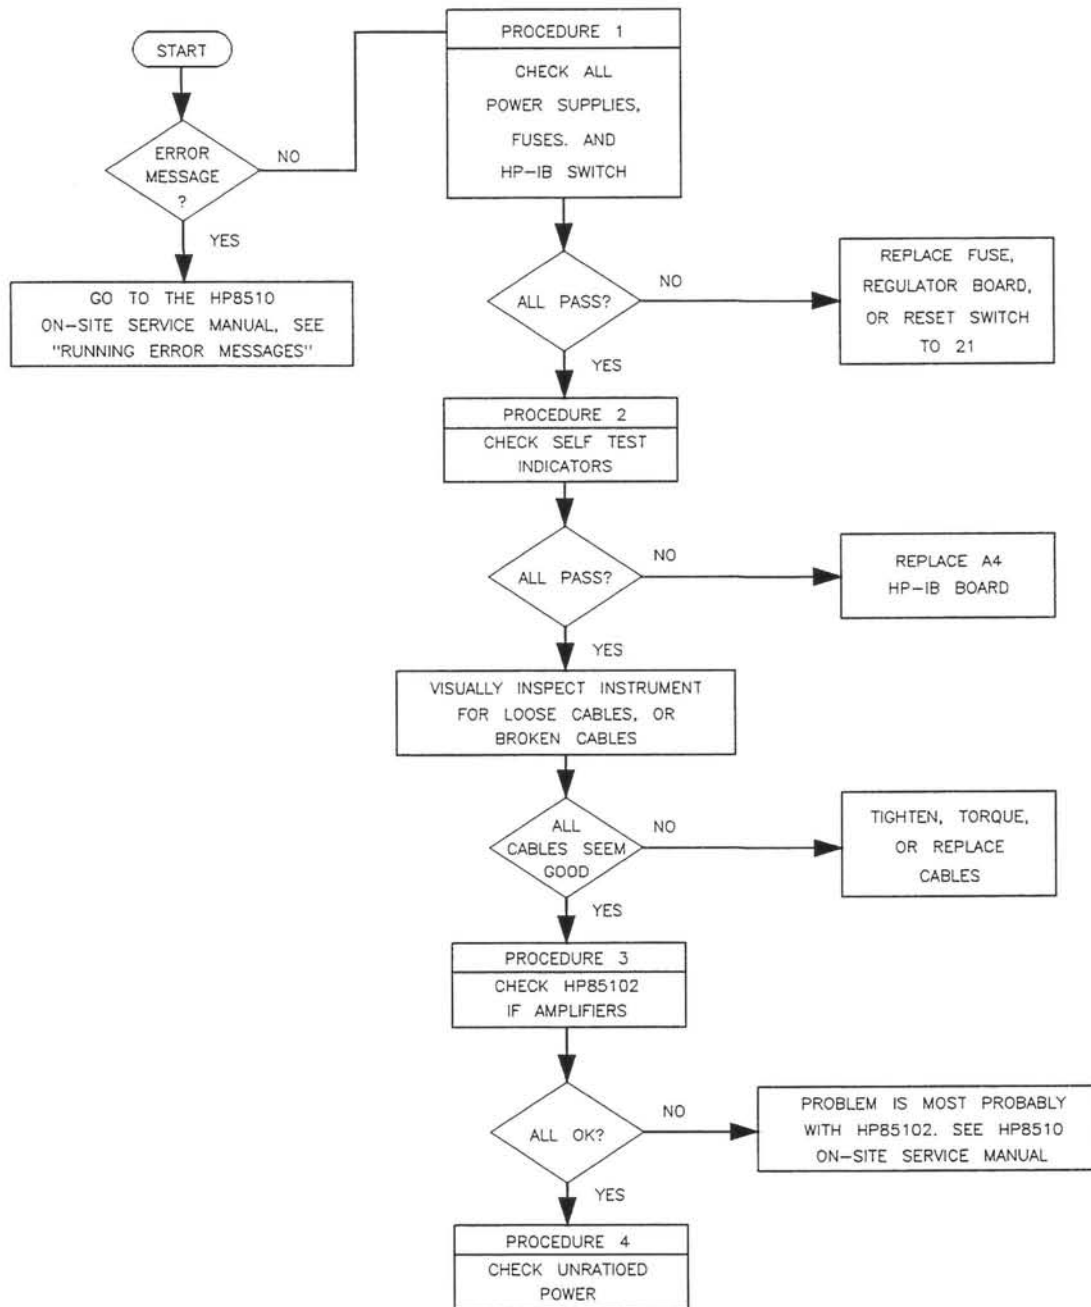 START
ERROR
MESSAGE
?
NO
YES
GO TO THE HP8510
ON-SITE SERVICE MANUAL, SEE
"RUNNING ERROR MESSAGES"
PROCEDURE 1
CHECK ALL
POWER SUPPLIES,
FUSES. AND
HP-IB SWITCH
ALL PASS?
NO
REPLACE FUSE,
REGULATOR BOARD,
OR RESET SWITCH
TO 21
YES
PROCEDURE 2
CHECK SELF TEST
INDICATORS
ALL PASS?
NO
REPLACE A4
HP-IB BOARD
YES
VISUALLY INSPECT INSTRUMENT
FOR LOOSE CABLES, OR
BROKEN CABLES
ALL
CABLES SEEM
GOOD
NO
TIGHTEN, TORQUE,
OR REPLACE
CABLES
YES
PROCEDURE 3
CHECK HP85102
IF AMPLIFIERS
ALL OK?
NO
PROBLEM IS MOST PROBABLY
WITH HP85102. SEE HP8510
ON-SITE SERVICE MANUAL
YES
PROCEDURE 4
CHECK UNRATIOED
POWER